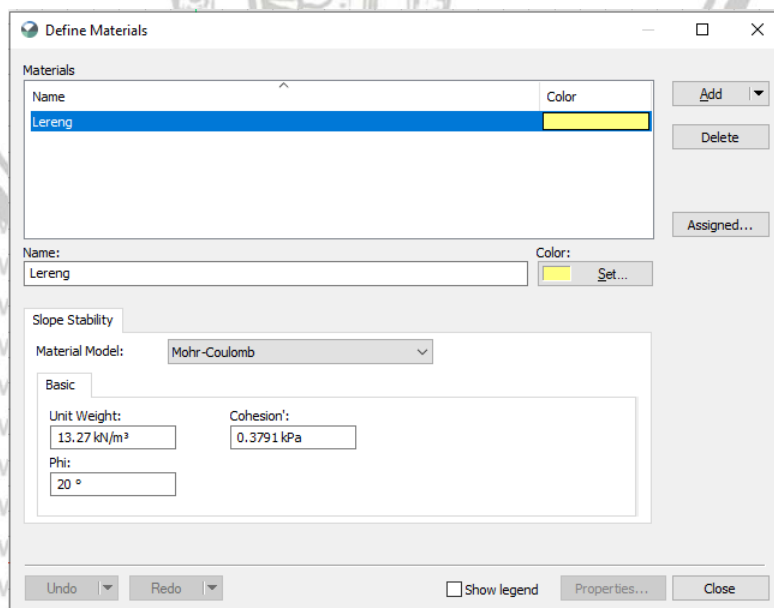 Define Materials
Materials
Name Color
Add
Lereng
Delete
Assigned...
Name: Color:
Lereng Set...
Slope Stability
Material Model: Mohr-Coulomb
Basic
Unit Weight: Cohesion':
13.27 kN/m³ 0.3791 kPa
Phi:
20 °
Undo Redo Show legend Properties... Close